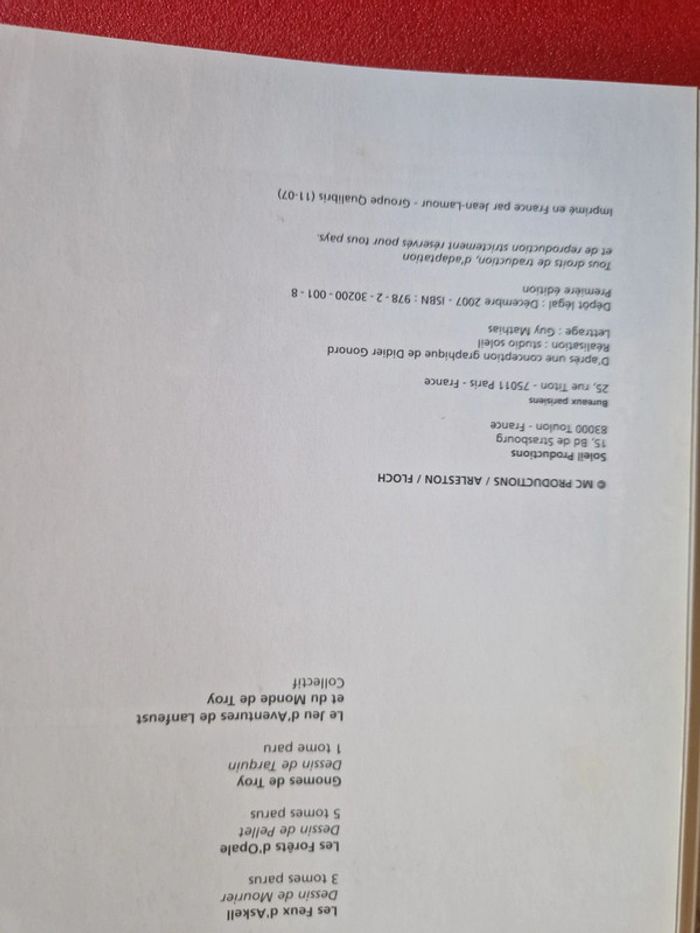 Les Feux d'Askell
Dessin de Mourier
3 tomes parus
Les Forêts d'Opale
Dessin de Pellet
5 tomes parus
Gnomes de Troy
Dessin de Tarquin
1 tome paru
Le Jeu d'Aventures de Lanfeust
et du Monde de Troy
Collectif
© MC PRODUCTIONS / ARLESTON / FLOCH
Soleil Productions
15, Bd de Strasbourg
83000 Toulon - France
Bureaux parisiens
25, rue Titon - 75011 Paris - France
D'après une conception graphique de Didier Gonord
Réalisation : studio soleil
Lettrage : Guy Mathias
Dépôt légal : Décembre 2007 - ISBN : 978 - 2 - 30200 - 001 - 8
Première édition
Tous droits de traduction, d'adaptation
et de reproduction strictement réservés pour tous pays.
Imprimé en France par Jean-Lamour - Groupe Qualibris (11-07)